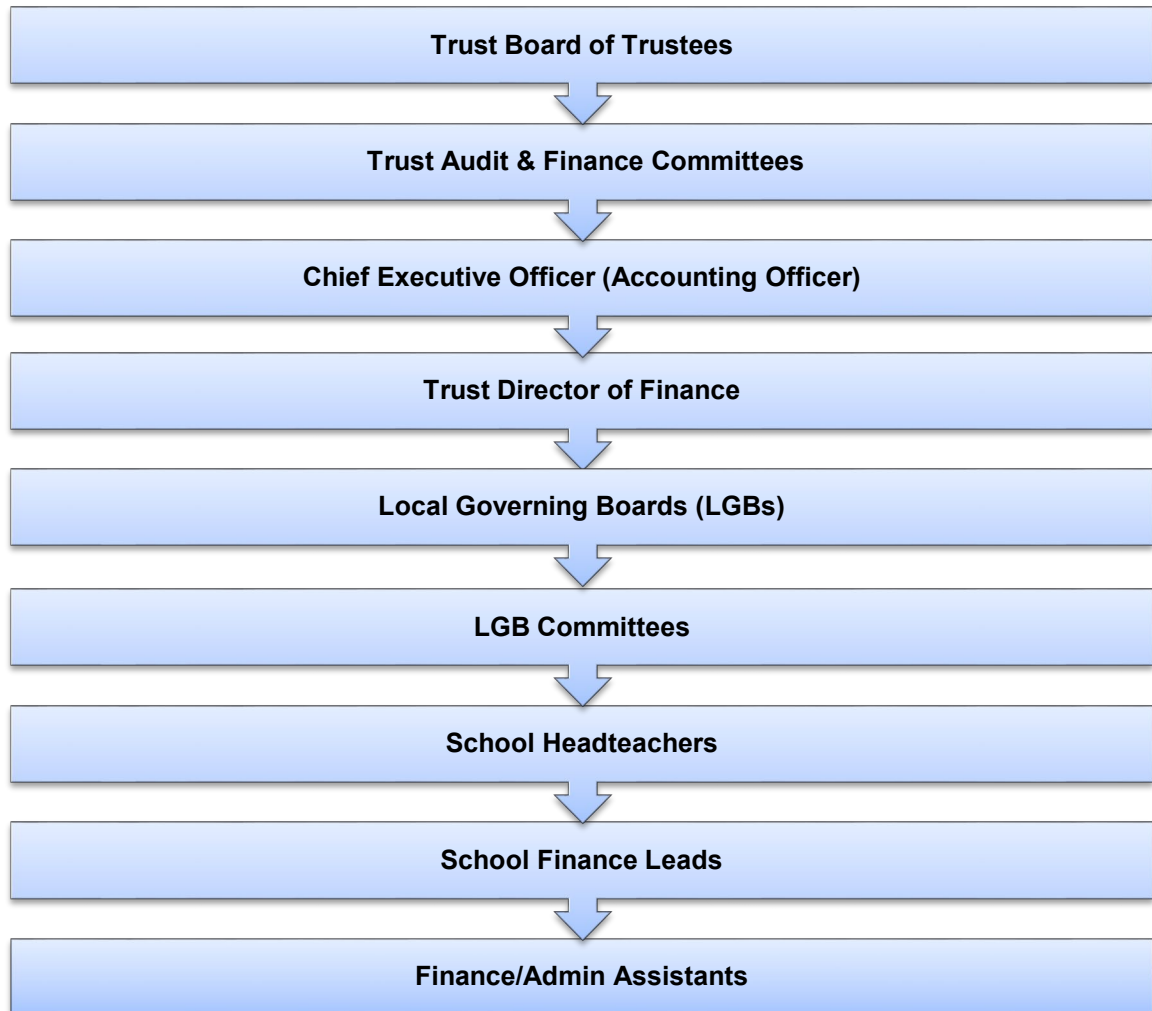 Trust Board of Trustees
Trust Audit & Finance Committees
Chief Executive Officer (Accounting Officer)
Trust Director of Finance
Local Governing Boards (LGBs)
LGB Committees
School Headteachers
School Finance Leads
Finance/Admin Assistants